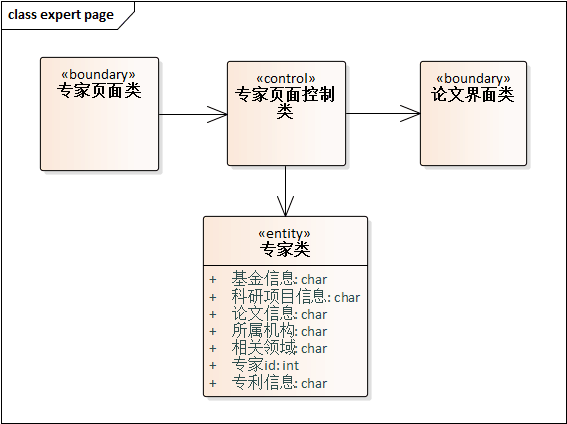 class expert page
«boundary»
专家页面类
«control»
专家页面控制
类
«boundary»
论文界面类
«entity»
专家类
+ 基金信息: char
+ 科研项目信息: char
+ 论文信息: char
+ 所属机构: char
+ 相关领域: char
+ 专家id: int
+ 专利信息: char